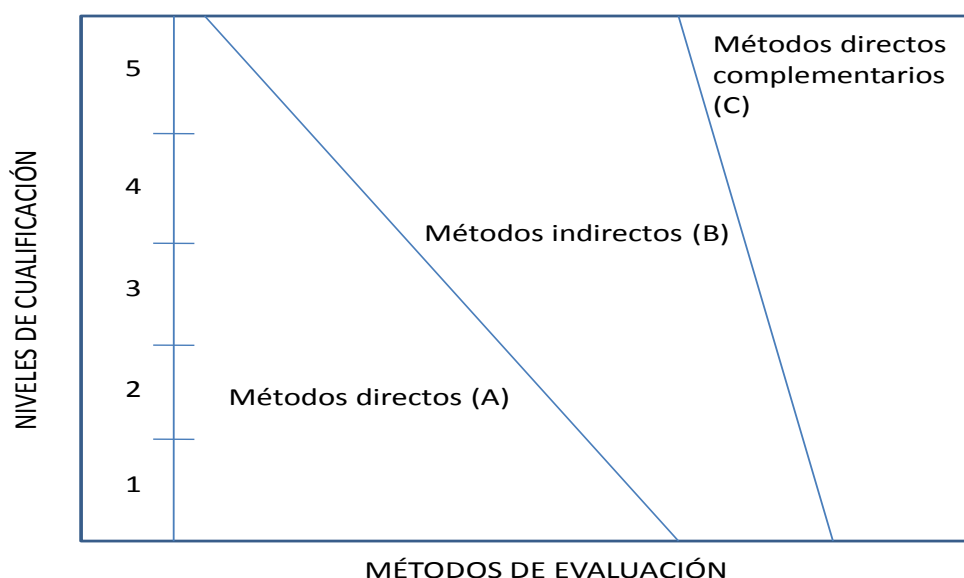 NIVELES DE CUALIFICACIÓN
5
4
3
2
1
Métodos directos
complementarios
(C)
Métodos indirectos (B)
Métodos directos (A)
MÉTODOS DE EVALUACIÓN